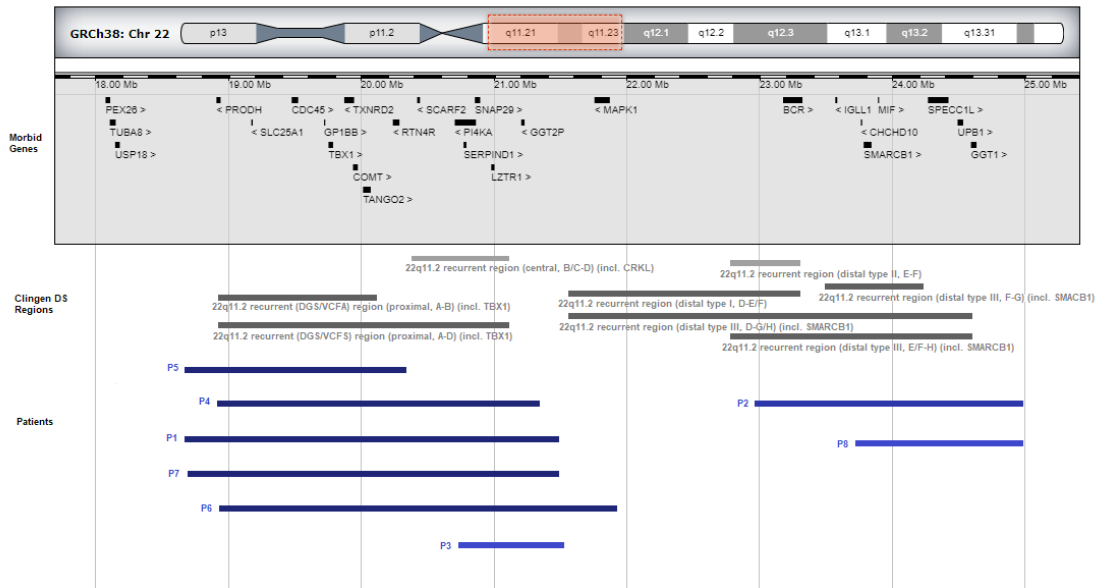 GRCh38: Chr 22
p13
p11.2
q11.21
q11.23
q12.1
q12.2
q12.3
q13.1
q13.2
q13.31
18.00 Mb
19.00 Mb
20.00 Mb
21.00 Mb
22.00 Mb
23.00 Mb
24.00 Mb
25.00 Mb
Morbid
Genes
PEX26 >
< PRODH
CDC45 >
< TXNRD2
< SCARF2
SNAP29 >
< MAPK1
BCR >
< IGLL1
MIF >
SPECC1L >
TUBA8 >
< SLC25A1
GP1BB >
< RTN4R
< PI4KA
< GGT2P
< CHCHD10
UPB1 >
USP18 >
TBX1 >
SERPIND1 >
SMARCB1 >
GGT1 >
COMT >
LZTR1 >
TANGO2 >
Clingen DS
Regions
22q11.2 recurrent region (central, B/C-D) (incl. CRKL)
22q11.2 recurrent region (distal type II, E-F)
22q11.2 recurrent (DGS/VCFA) region (proximal, A-B) (incl. TBX1)
22q11.2 recurrent region (distal type I, D-E/F)
22q11.2 recurrent region (distal type III, F-G) (incl. SMACB1)
22q11.2 recurrent (DGS/VCFS) region (proximal, A-D) (incl. TBX1)
22q11.2 recurrent region (distal type III, D-G/H) (incl. SMARCB1)
22q11.2 recurrent region (distal type III, E/F-H) (incl. SMARCB1)
Patients
P5
P4
P2
P1
P8
P7
P6
P3